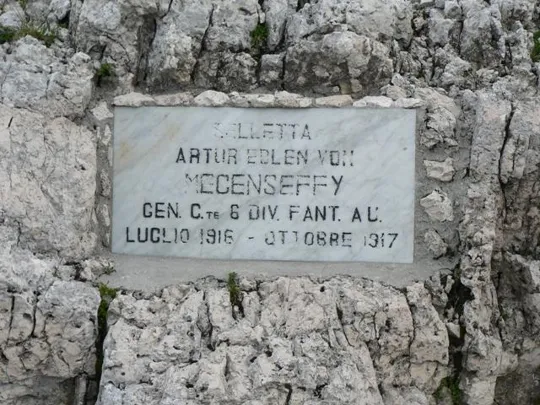 SELLETTA
ARTUR EDLEN VON
MECENSEFFY
GEN. C.TE 6 DIV. FANT. A.U.
LUGLIO 1916 - OTTOBRE 1917